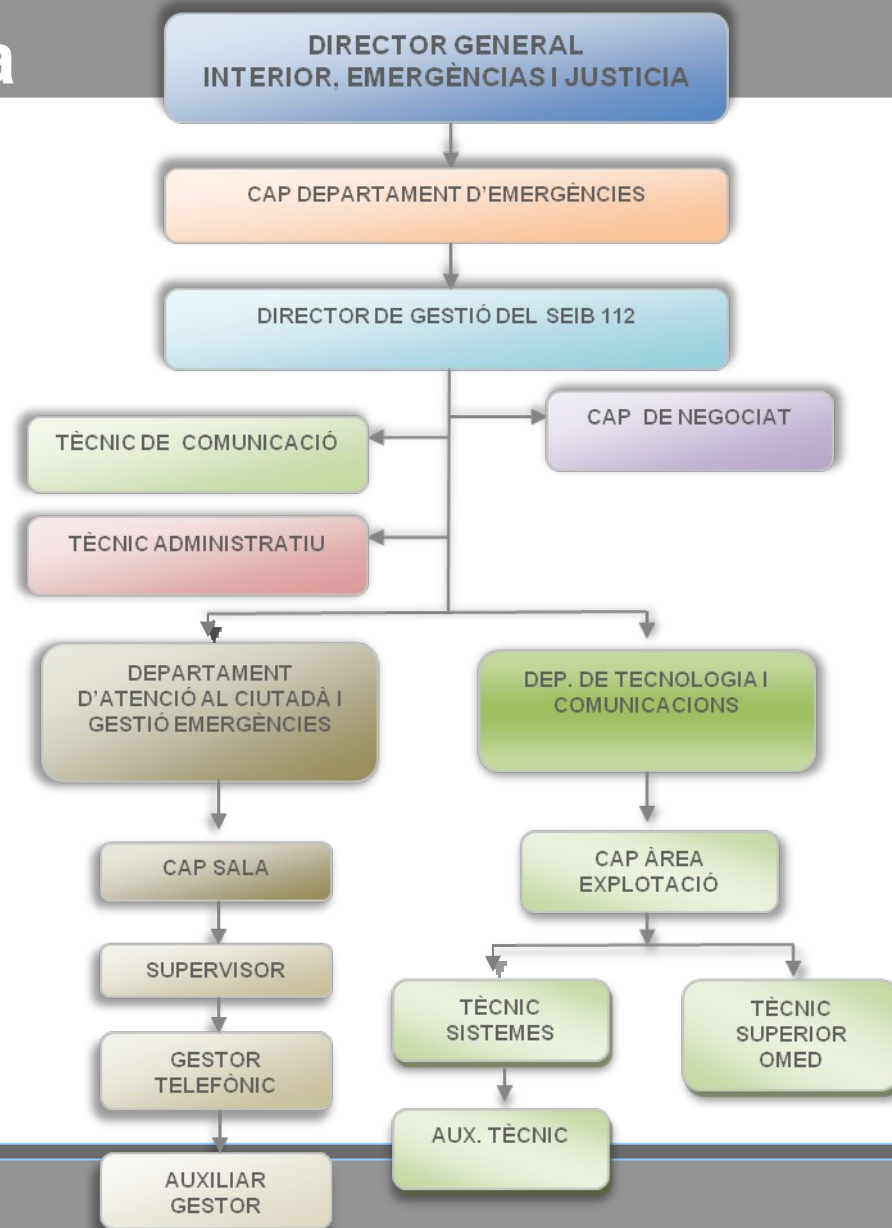 a
DIRECTOR GENERAL
INTERIOR, EMERGÈNCIAS I JUSTICIA
CAP DEPARTAMENT D'EMERGÈNCIES
DIRECTOR DE GESTIÓ DEL SEIB 112
CAP DE NEGOCIAT
TÈCNIC DE COMUNICACIÓ
TÈCNIC ADMINISTRATIU
DEPARTAMENT
D'ATENCIÓ AL CIUTADÀ I
GESTIÓ EMERGÈNCIES
DEP. DE TECNOLOGIA I
COMUNICACIONS
CAP SALA
CAP ÀREA
EXPLOTACIÓ
SUPERVISOR
TÈCNIC
SISTEMES
TÈCNIC
SUPERIOR
OMED
GESTOR
TELEFÒNIC
AUX. TÈCNIC
AUXILIAR
GESTOR